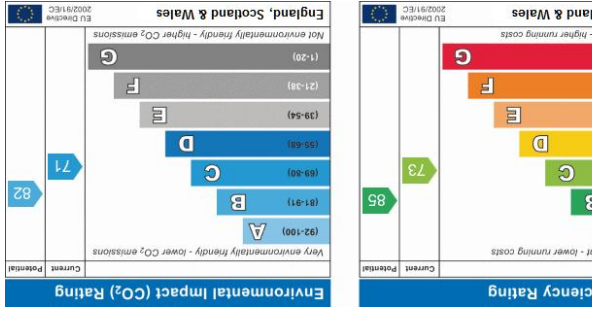 ciency Rating
Current Potential
- lower running costs
B
C
D
E
F
G
73
85
- higher running costs
& Wales
EU Directive
2002/91/EC
Environmental Impact (CO₂) Rating
Current Potential
Very environmentally friendly - lower CO₂ emissions
(92-100) A
(81-91) B
(69-80) C
(55-68) D
(39-54) E
(21-38) F
(1-20) G
71
82
Not environmentally friendly - higher CO₂ emissions
England, Scotland & Wales
EU Directive
2002/91/EC